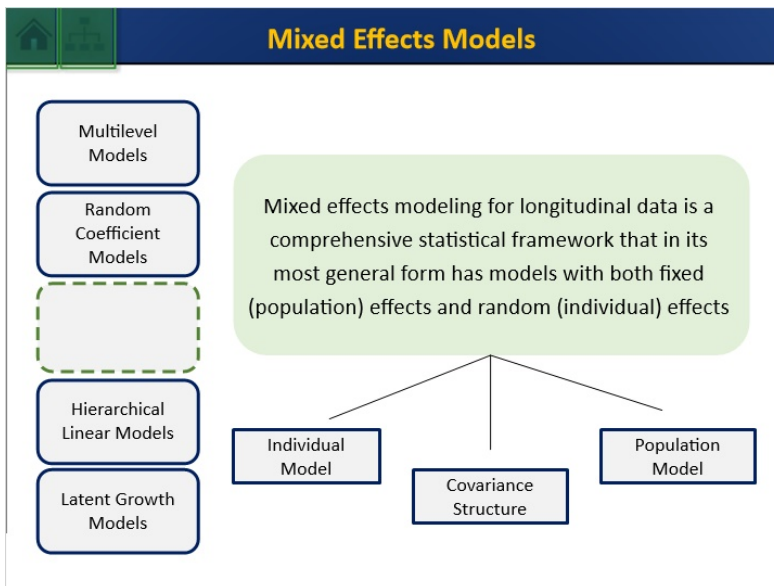 Mixed Effects Models
Multilevel
Models
Random
Coefficient
Models
Hierarchical
Linear Models
Latent Growth
Models
Mixed effects modeling for longitudinal data is a
comprehensive statistical framework that in its
most general form has models with both fixed
(population) effects and random (individual) effects
Individual
Model
Covariance
Structure
Population
Model